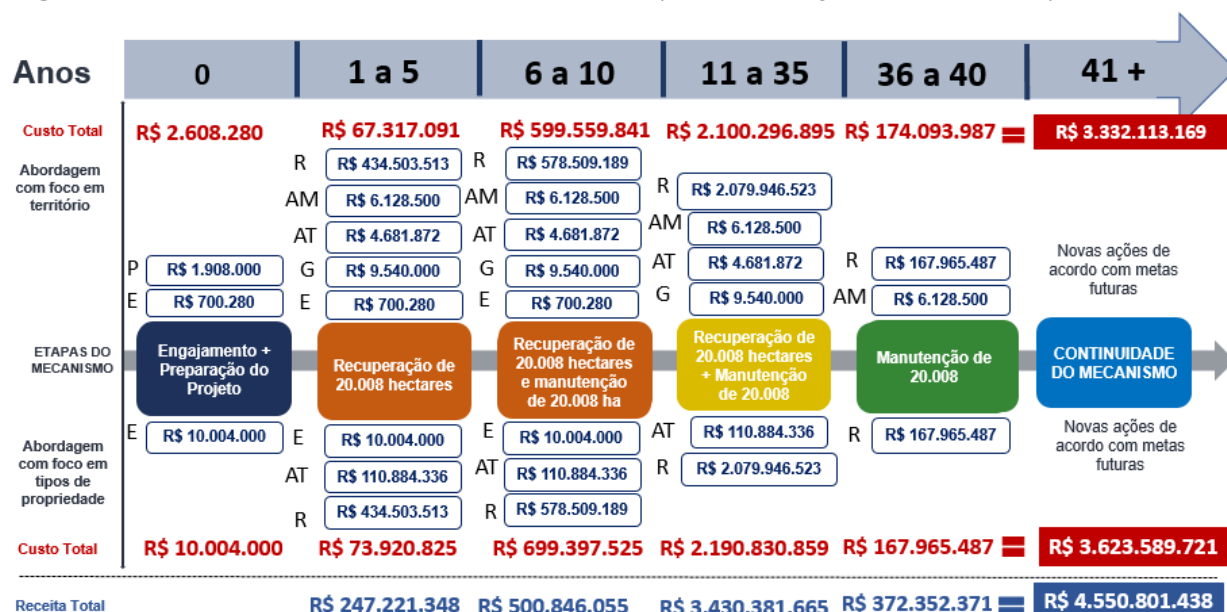 Anos 0 1 a 5 6 a 10 11 a 35 36 a 40 41 +
Custo Total R$ 2.608.280 R$ 67.317.091 R$ 599.559.841 R$ 2.100.296.895 R$ 174.093.987 = R$ 3.332.113.169
Abordagem
com foco em
território
P R$ 1.908.000
E R$ 700.280
R R$ 434.503.513
AM R$ 6.128.500
AT R$ 4.681.872
G R$ 9.540.000
E R$ 700.280
R R$ 578.509.189
AM R$ 6.128.500
AT R$ 4.681.872
G R$ 9.540.000
E R$ 700.280
R R$ 2.079.946.523
AM R$ 6.128.500
AT R$ 4.681.872
G R$ 9.540.000
R R$ 167.965.487
AM R$ 6.128.500
Novas ações de
acordo com metas
futuras
ETAPAS DO
MECANISMO
Engajamento +
Preparação do
Projeto
Recuperação de
20.008 hectares
Recuperação de
20.008 hectares
e manutenção
de 20.008 ha
Recuperação de
20.008 hectares
+ Manutenção
de 20.008
Manutenção de
20.008
CONTINUIDADE
DO MECANISMO
Abordagem
com foco em
tipos de
propriedade
E R$ 10.004.000
E R$ 10.004.000
AT R$ 110.884.336
R R$ 434.503.513
E R$ 10.004.000
AT R$ 110.884.336
R R$ 578.509.189
AT R$ 110.884.336
R R$ 2.079.946.523
R R$ 167.965.487
Novas ações de
acordo com metas
futuras
Custo Total R$ 10.004.000 R$ 73.920.825 R$ 699.397.525 R$ 2.190.830.859 R$ 167.965.487 = R$ 3.623.589.721
Receita Total R$ 247.221.348 R$ 500.846.055 R$ 3.430.381.665 R$ 372.352.371 = R$ 4.550.801.438